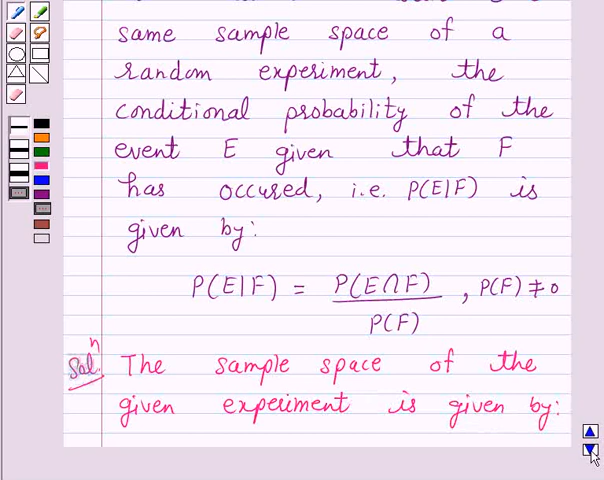 same sample space of a
random experiment, the
conditional probability of the
event E given that F
has occured, i.e. P(E|F) is
given by:
P(E|F) = P(E∩F) / P(F) , P(F) ≠ 0
Solⁿ The sample space of the
given experiment is given by: